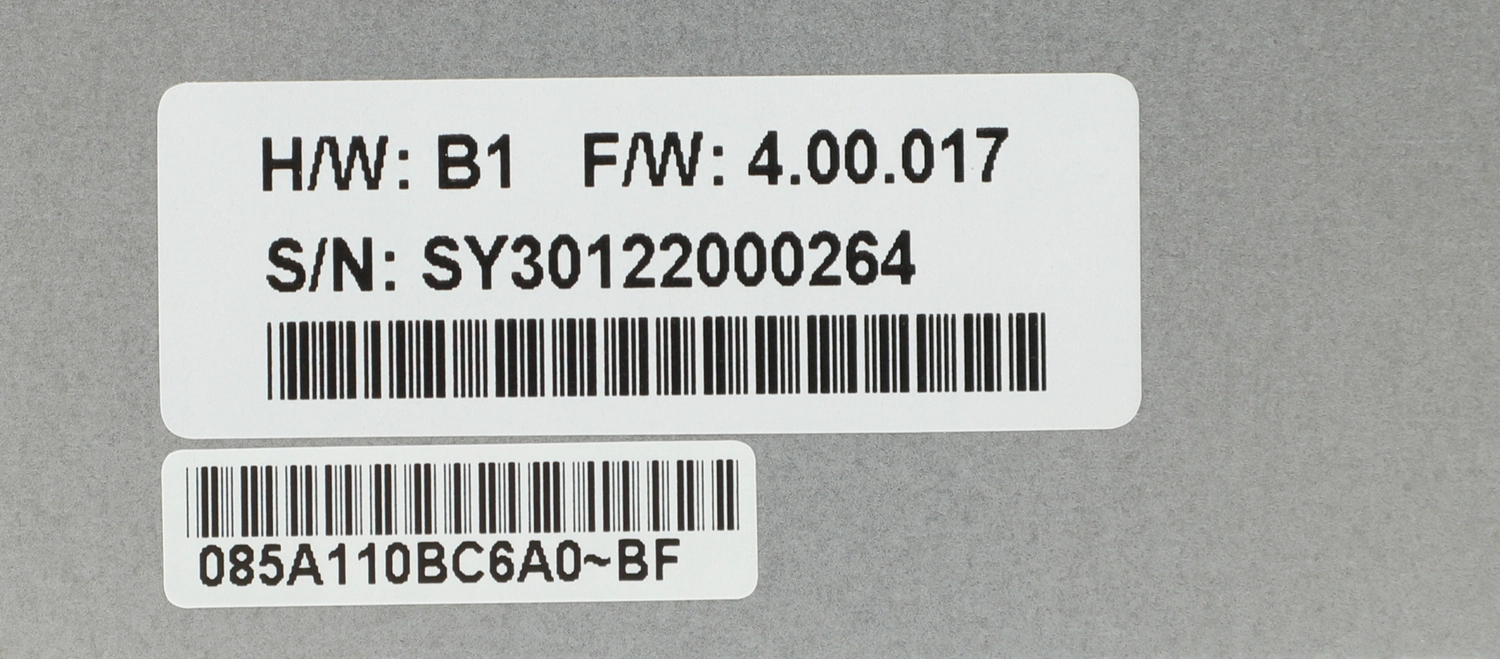 H/W: B1 F/W: 4.00.017
S/N: SY30122000264
085A110BC6A0~BF